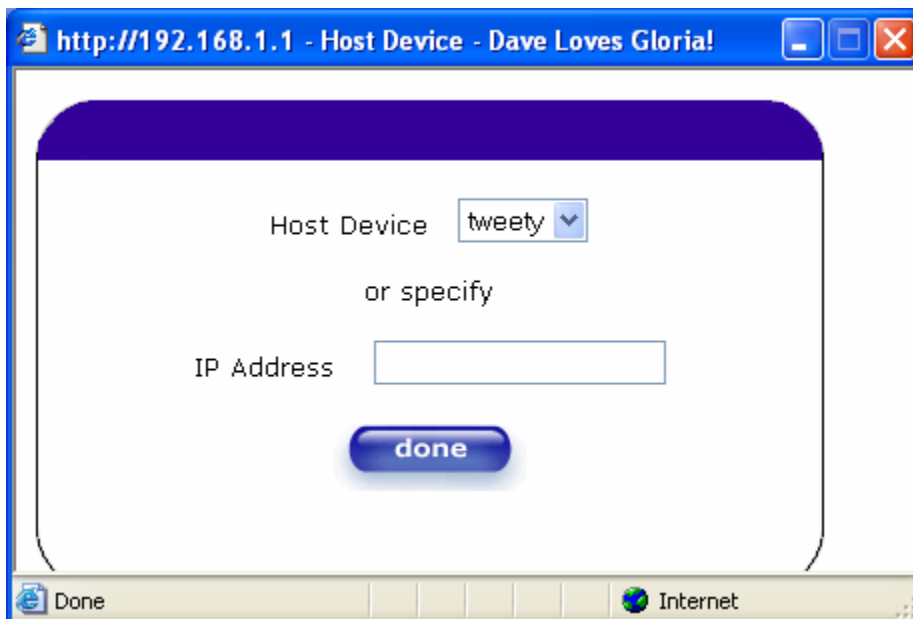 http://192.168.1.1 - Host Device - Dave Loves Gloria!
Host Device tweety
or specify
IP Address
done
Done Internet